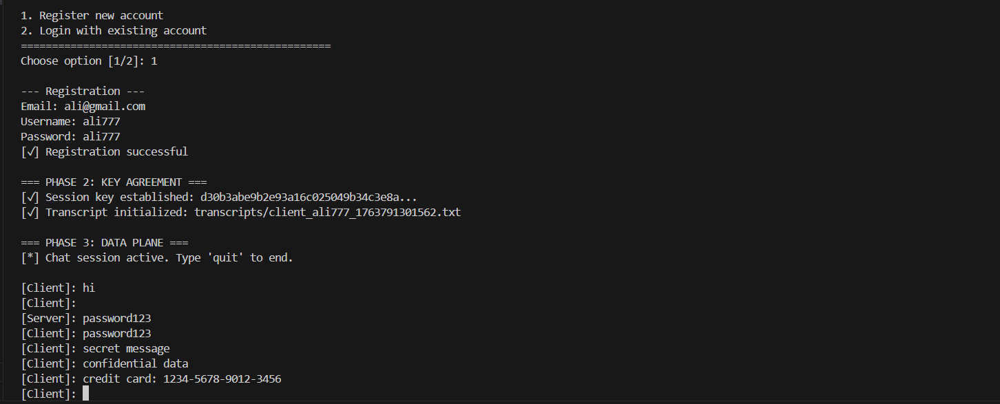 1. Register new account
2. Login with existing account
==================================================
Choose option [1/2]: 1
--- Registration ---
Email: ali@gmail.com
Username: ali777
Password: ali777
[✓] Registration successful
=== PHASE 2: KEY AGREEMENT ===
[✓] Session key established: d30b3abe9b2e93a16c025049b34c3e8a...
[✓] Transcript initialized: transcripts/client_ali777_1763791301562.txt
=== PHASE 3: DATA PLANE ===
[*] Chat session active. Type 'quit' to end.
[Client]: hi
[Client]:
[Server]: password123
[Client]: password123
[Client]: secret message
[Client]: confidential data
[Client]: credit card: 1234-5678-9012-3456
[Client]: